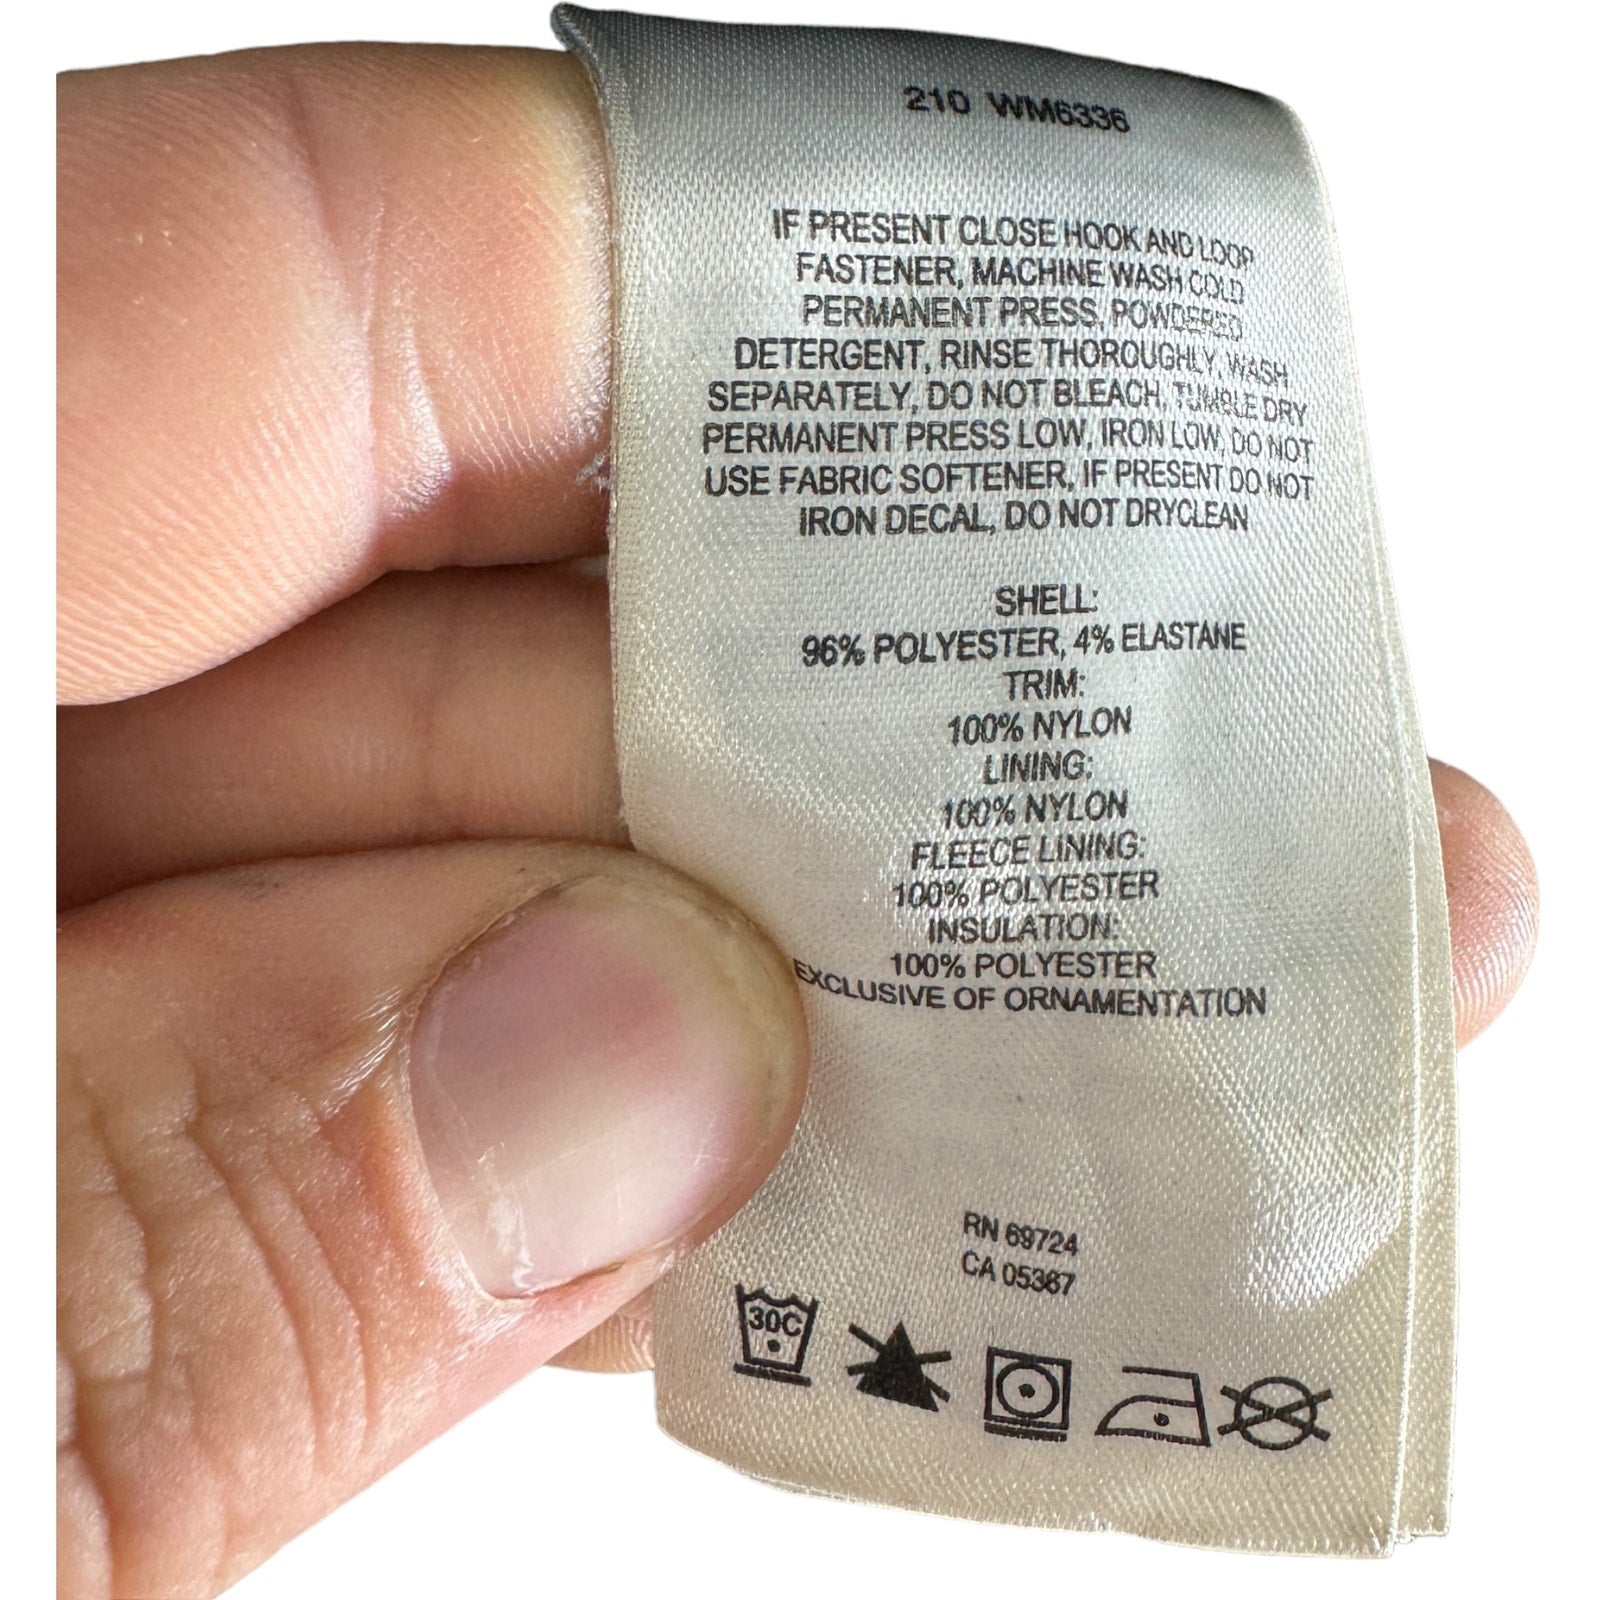 210 WM6336
IF PRESENT CLOSE HOOK AND LOOP
FASTENER, MACHINE WASH COLD
PERMANENT PRESS, POWDERED
DETERGENT, RINSE THOROUGHLY, WASH
SEPARATELY, DO NOT BLEACH, TUMBLE DRY
PERMANENT PRESS LOW, IRON LOW, DO NOT
USE FABRIC SOFTENER, IF PRESENT DO NOT
IRON DECAL, DO NOT DRYCLEAN
SHELL:
96% POLYESTER, 4% ELASTANE
TRIM:
100% NYLON
LINING:
100% NYLON
FLEECE LINING:
100% POLYESTER
INSULATION:
100% POLYESTER
EXCLUSIVE OF ORNAMENTATION
RN 69724
CA 05367
30C